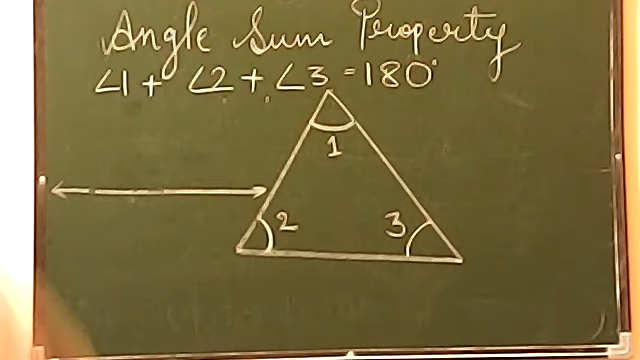 Angle Sum Property
∠1 + ∠2 + ∠3 = 180°
1
2
3